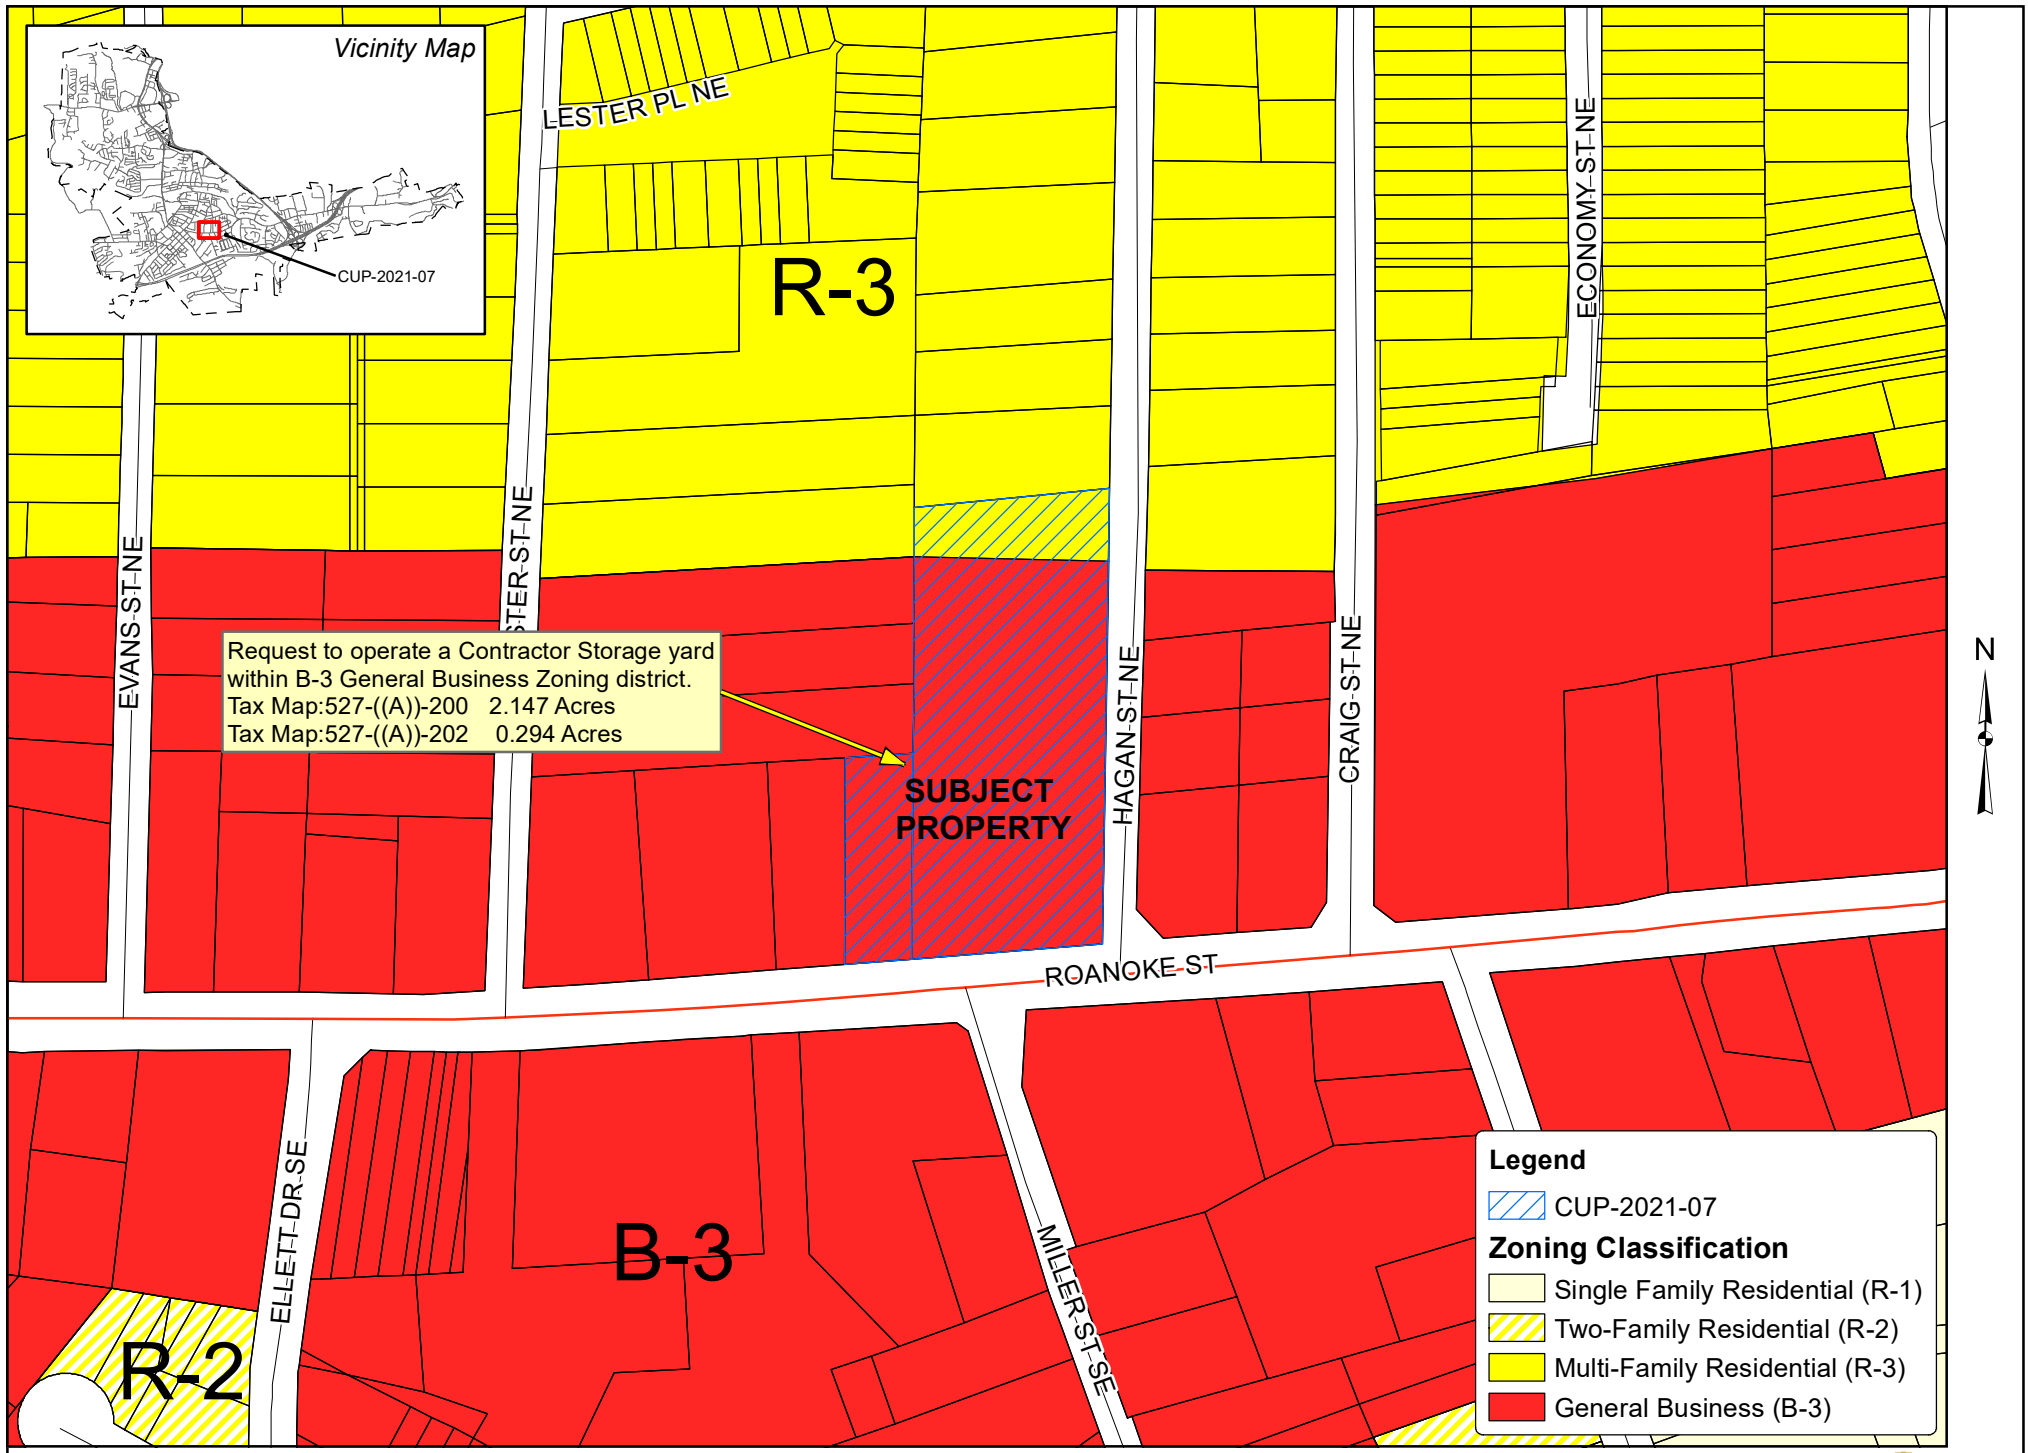 Vicinity Map
CUP-2021-07
LESTER PL NE
R-3
ECONOMY ST NE
EVANS ST NE
STER ST NE
Request to operate a Contractor Storage yard
within B-3 General Business Zoning district.
Tax Map:527-((A))-200 2.147 Acres
Tax Map:527-((A))-202 0.294 Acres
SUBJECT
PROPERTY
HAGAN ST NE
CRAIG ST NE
N
ROANOKE ST
ELLETT DR SE
B-3
MILLER ST SE
R-2
Legend
CUP-2021-07
Zoning Classification
Single Family Residential (R-1)
Two-Family Residential (R-2)
Multi-Family Residential (R-3)
General Business (B-3)